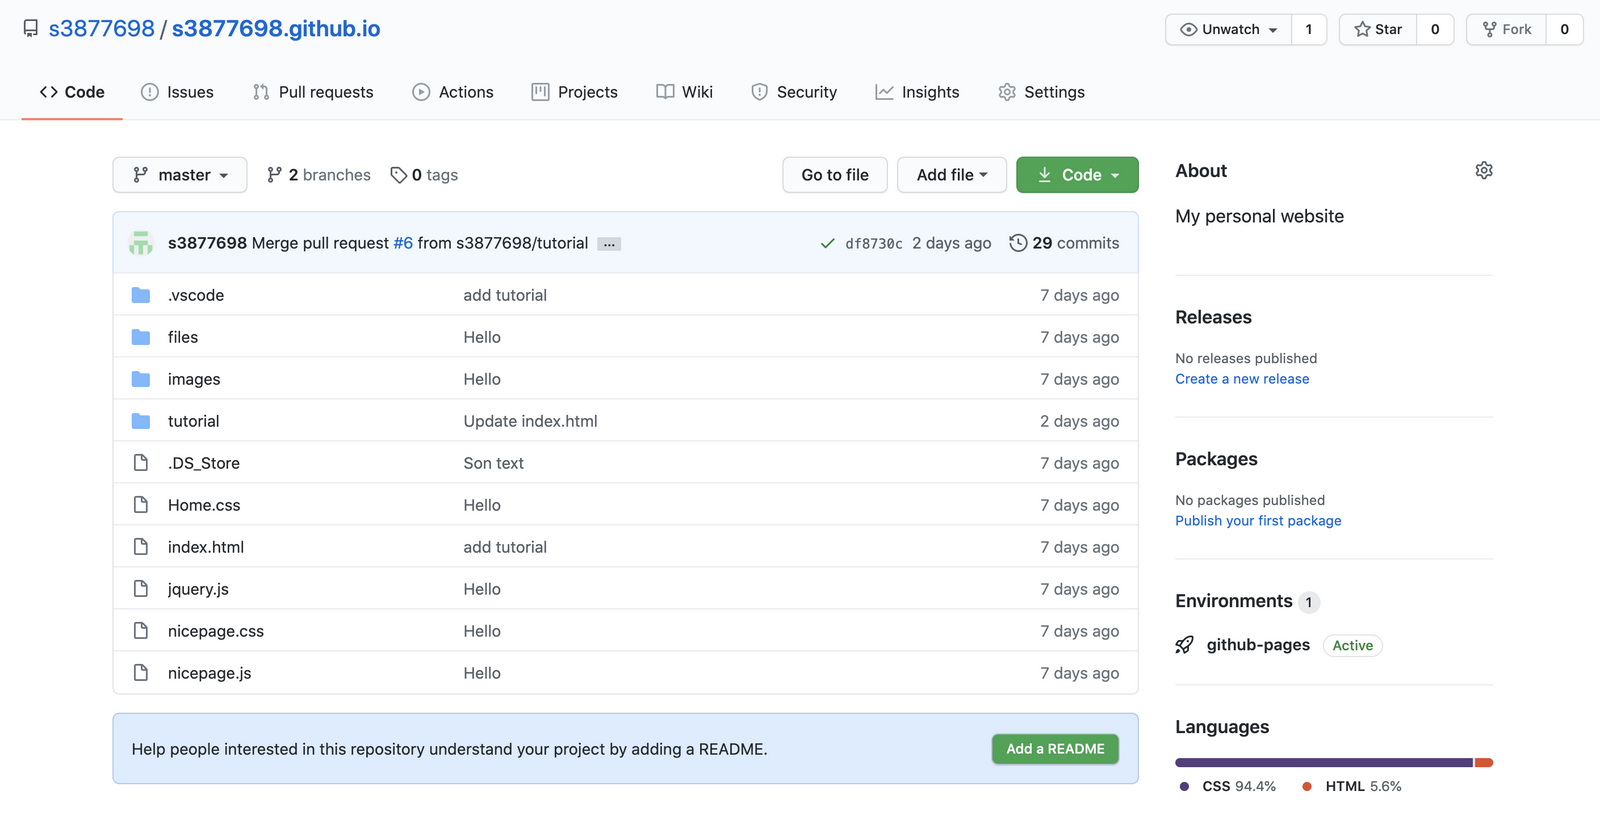 s3877698 / s3877698.github.io
Unwatch 1 Star 0 Fork 0
Code Issues Pull requests Actions Projects Wiki Security Insights Settings
master 2 branches 0 tags Go to file Add file Code
s3877698 Merge pull request #6 from s3877698/tutorial ... df8730c 2 days ago 29 commits
.vscode add tutorial 7 days ago
files Hello 7 days ago
images Hello 7 days ago
tutorial Update index.html 2 days ago
.DS_Store Son text 7 days ago
Home.css Hello 7 days ago
index.html add tutorial 7 days ago
jquery.js Hello 7 days ago
nicepage.css Hello 7 days ago
nicepage.js Hello 7 days ago
Help people interested in this repository understand your project by adding a README. Add a README
About
My personal website
Releases
No releases published
Create a new release
Packages
No packages published
Publish your first package
Environments 1
github-pages Active
Languages
CSS 94.4% HTML 5.6%